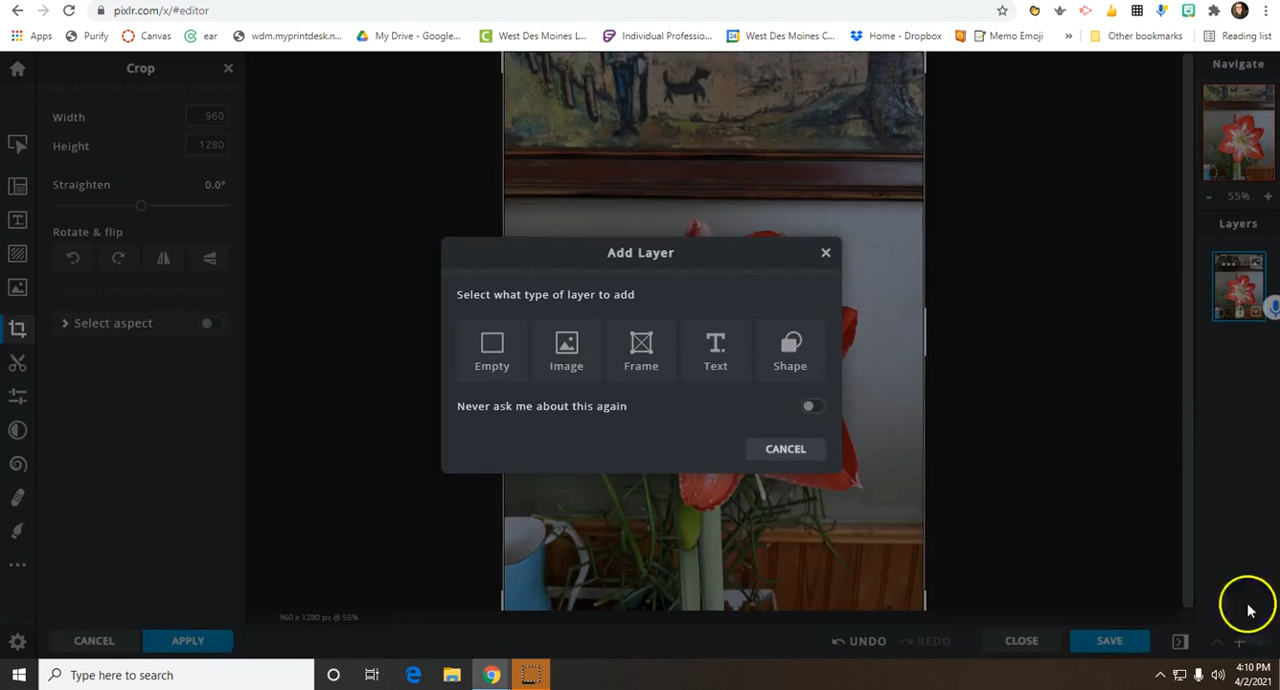 pixlr.com/x/#editor
Apps
Purify
Canvas
ear
wdm.myprintdesk.n...
My Drive - Google...
West Des Moines L...
Individual Professio...
West Des Moines C...
Home - Dropbox
Memo Emoji
»
Other bookmarks
Reading list
Crop
Width
960
Height
1280
Straighten
0.0°
Rotate & flip
Select aspect
CANCEL
APPLY
Add Layer
Select what type of layer to add
Empty
Image
Frame
Text
Shape
Never ask me about this again
CANCEL
Navigate
- 55% +
Layers
960 x 1280 px @ 55%
UNDO
REDO
CLOSE
SAVE
Type here to search
4:10 PM
4/2/2021